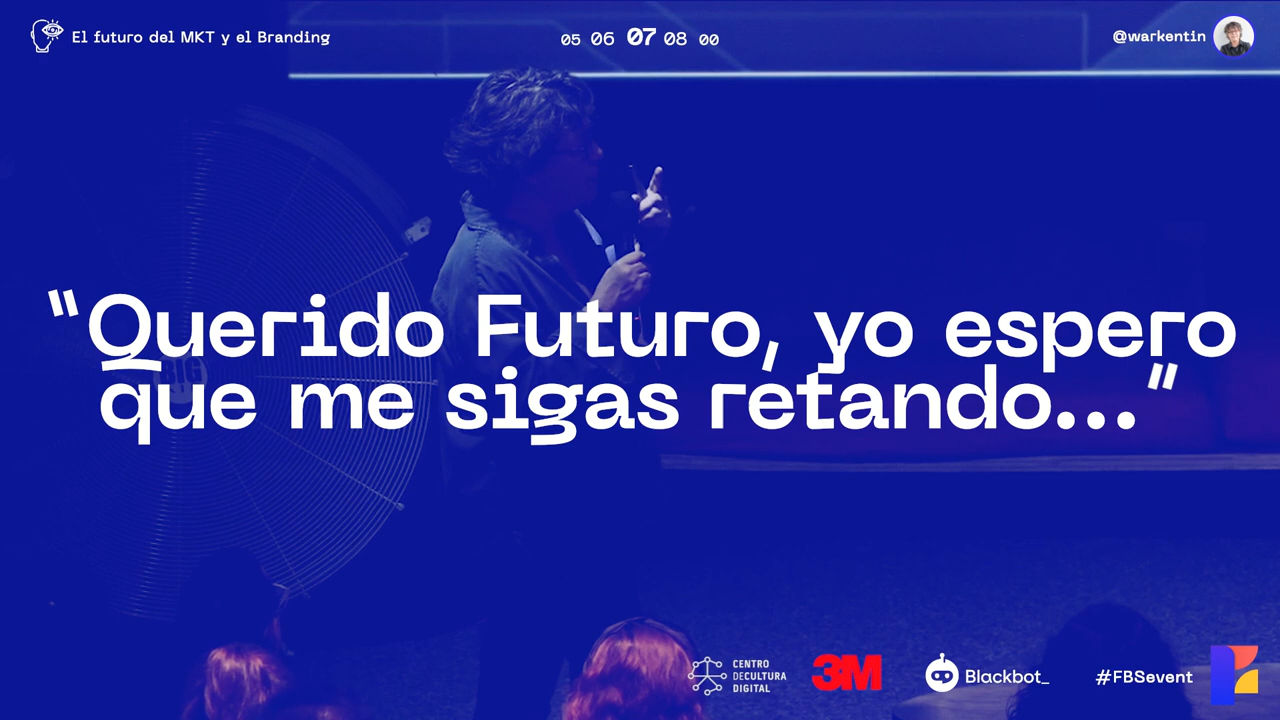 El futuro del MKT y el Branding
05 06 07 08 00
@warkentin
"Querido Futuro, yo espero
que me sigas retando..."
CENTRO
DECULTURA
DIGITAL
3M
Blackbot_
#FBSevent